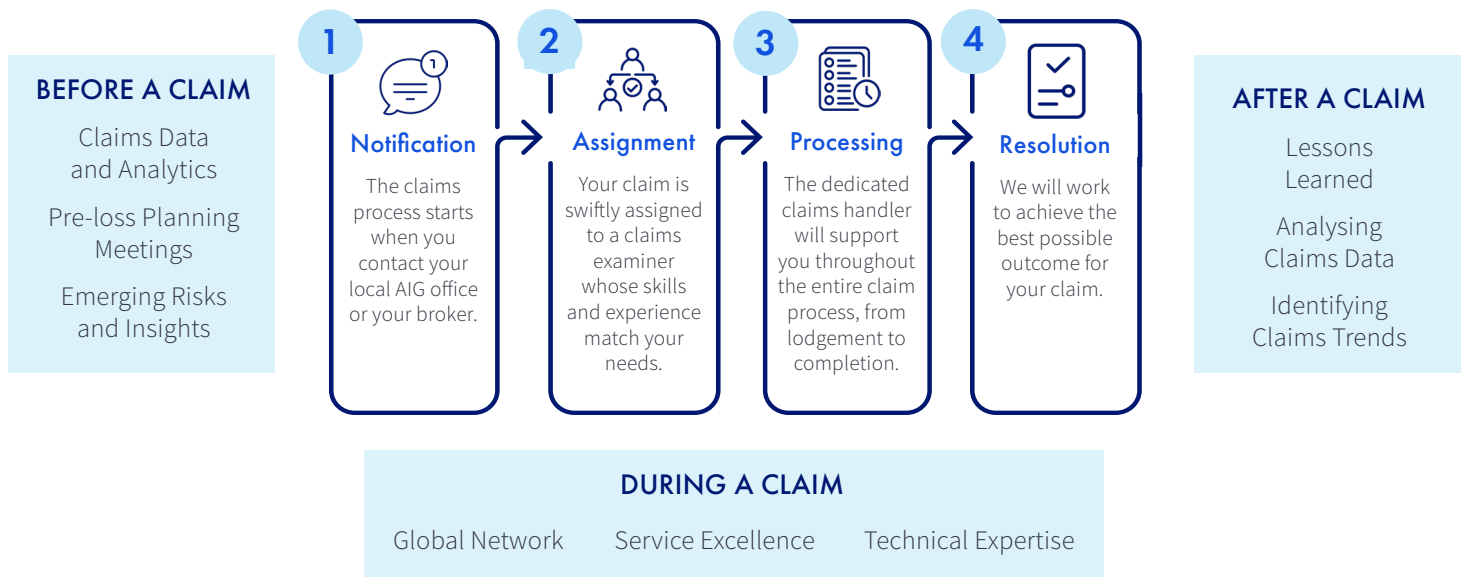 BEFORE A CLAIM
Claims Data
and Analytics
Pre-loss Planning
Meetings
Emerging Risks
and Insights
1
Notification
The claims
process starts
when you
contact your
local AIG office
or your broker.
2
Assignment
Your claim is
swiftly assigned
to a claims
examiner
whose skills
and experience
match your
needs.
3
Processing
The dedicated
claims handler
will support
you throughout
the entire claim
process, from
lodgement to
completion.
4
Resolution
We will work
to achieve the
best possible
outcome for
your claim.
AFTER A CLAIM
Lessons
Learned
Analysing
Claims Data
Identifying
Claims Trends
DURING A CLAIM
Global Network Service Excellence Technical Expertise